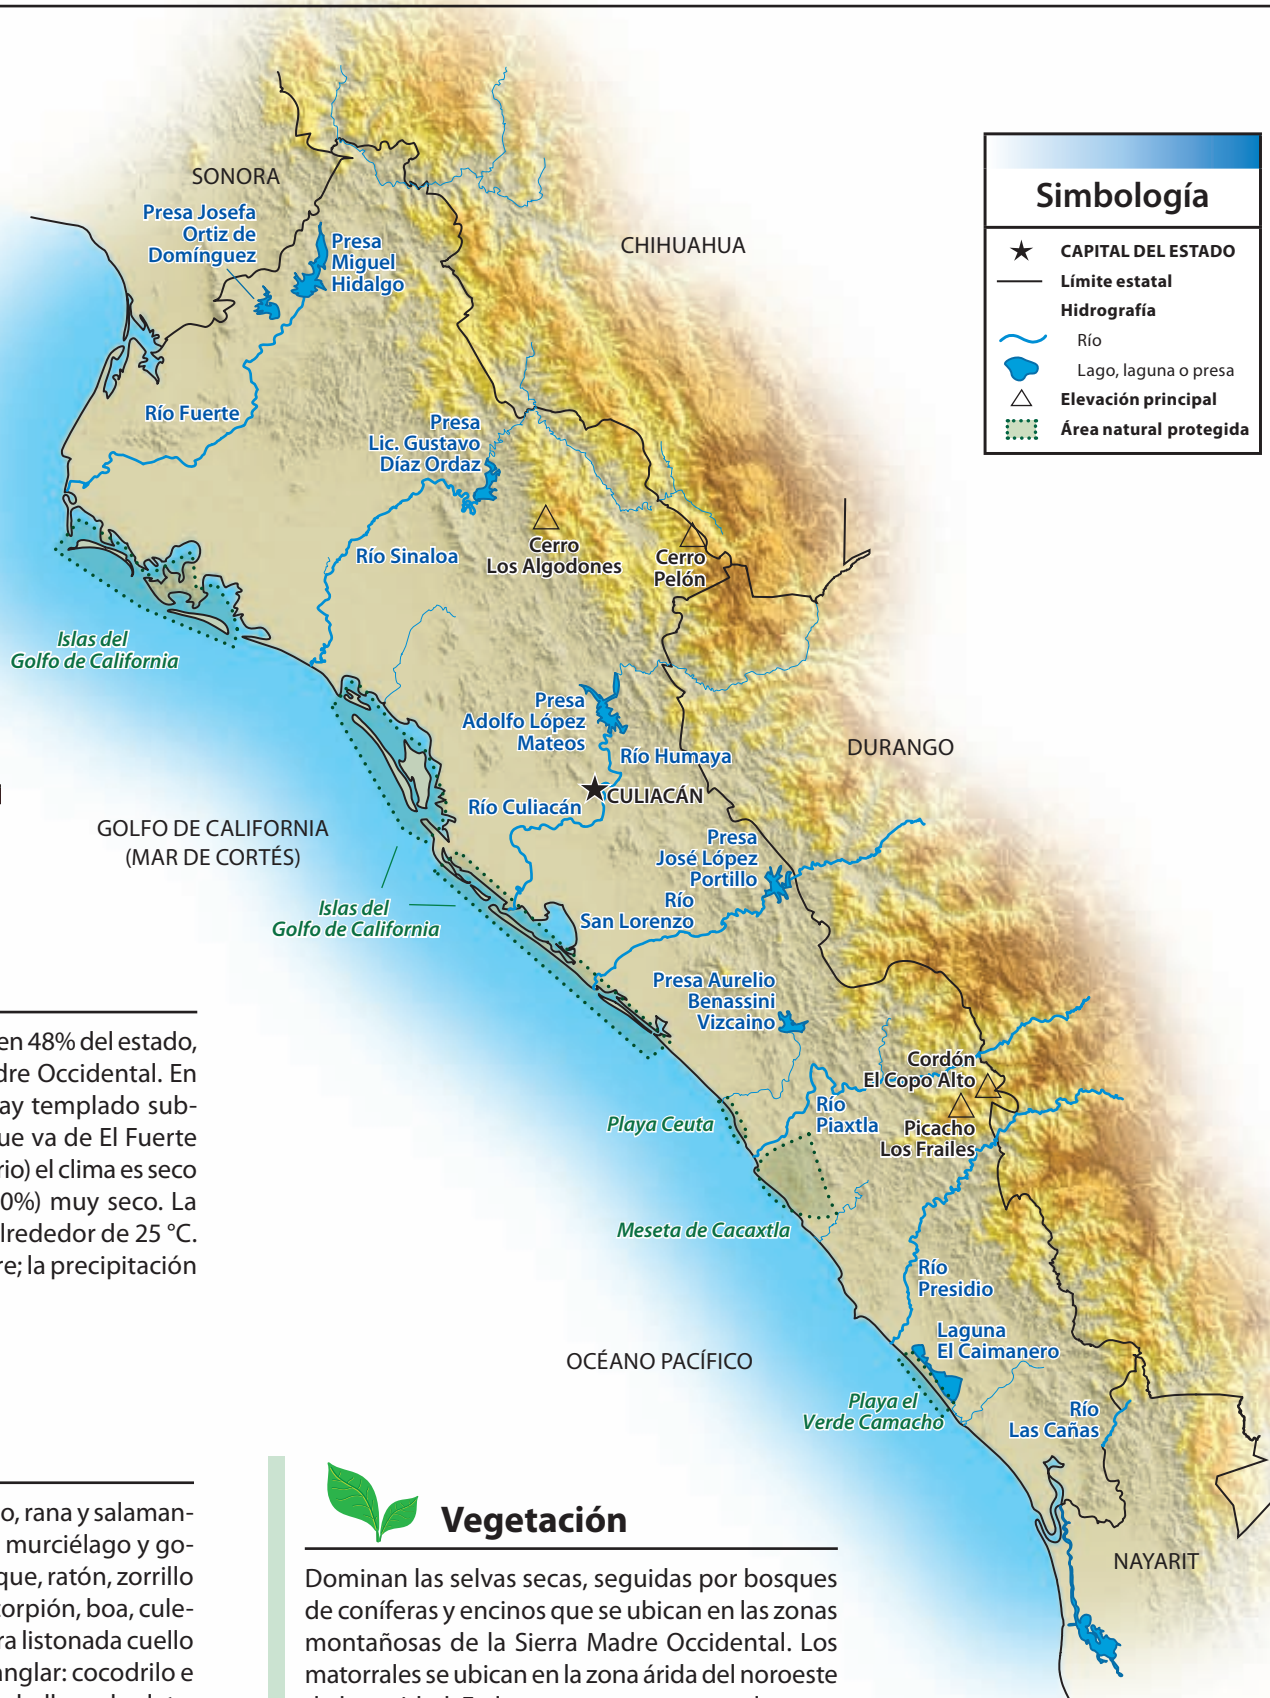 SONORA
Presa Josefa
Ortiz de
Domínguez
Presa
Miguel
Hidalgo
CHIHUAHUA
Simbología
CAPITAL DEL ESTADO
Límite estatal
Hidrografía
Río
Lago, laguna o presa
Elevación principal
Área natural protegida
Río Fuerte
Presa
Lic. Gustavo
Díaz Ordaz
Río Sinaloa
Cerro
Los Algodones
Cerro
Pelón
Islas del
Golfo de California
Presa
Adolfo López
Mateos
Río Humaya
DURANGO
CULIACÁN
Río Culiacán
GOLFO DE CALIFORNIA
(MAR DE CORTÉS)
Presa
José López
Portillo
Río
San Lorenzo
Islas del
Golfo de California
Presa Aurelio
Benassini
Vizcaino
Cordón
El Copo Alto
Río
Piaxtla
Picacho
Los Frailes
Playa Ceuta
Meseta de Cacaxtla
Río
Presidio
Laguna
El Caimanero
OCÉANO PACÍFICO
Playa el
Verde Camacho
Río
Las Cañas
NAYARIT
en 48% del estado,
dre Occidental. En
ay templado sub-
ue va de El Fuerte
rio) el clima es seco
0%) muy seco. La
lrededor de 25 °C.
re; la precipitación
o, rana y salaman-
murciélago y go-
que, ratón, zorrillo
torpión, boa, cule-
ra listonada cuello
anglar: cocodrilo e
Vegetación
Dominan las selvas secas, seguidas por bosques
de coníferas y encinos que se ubican en las zonas
montañosas de la Sierra Madre Occidental. Los
matorrales se ubican en la zona árida del noroeste